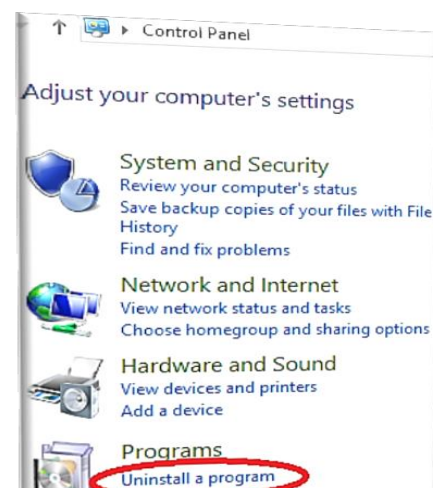 Control Panel
Adjust your computer's settings
System and Security
Review your computer's status
Save backup copies of your files with File
History
Find and fix problems
Network and Internet
View network status and tasks
Choose homegroup and sharing options
Hardware and Sound
View devices and printers
Add a device
Programs
Uninstall a program